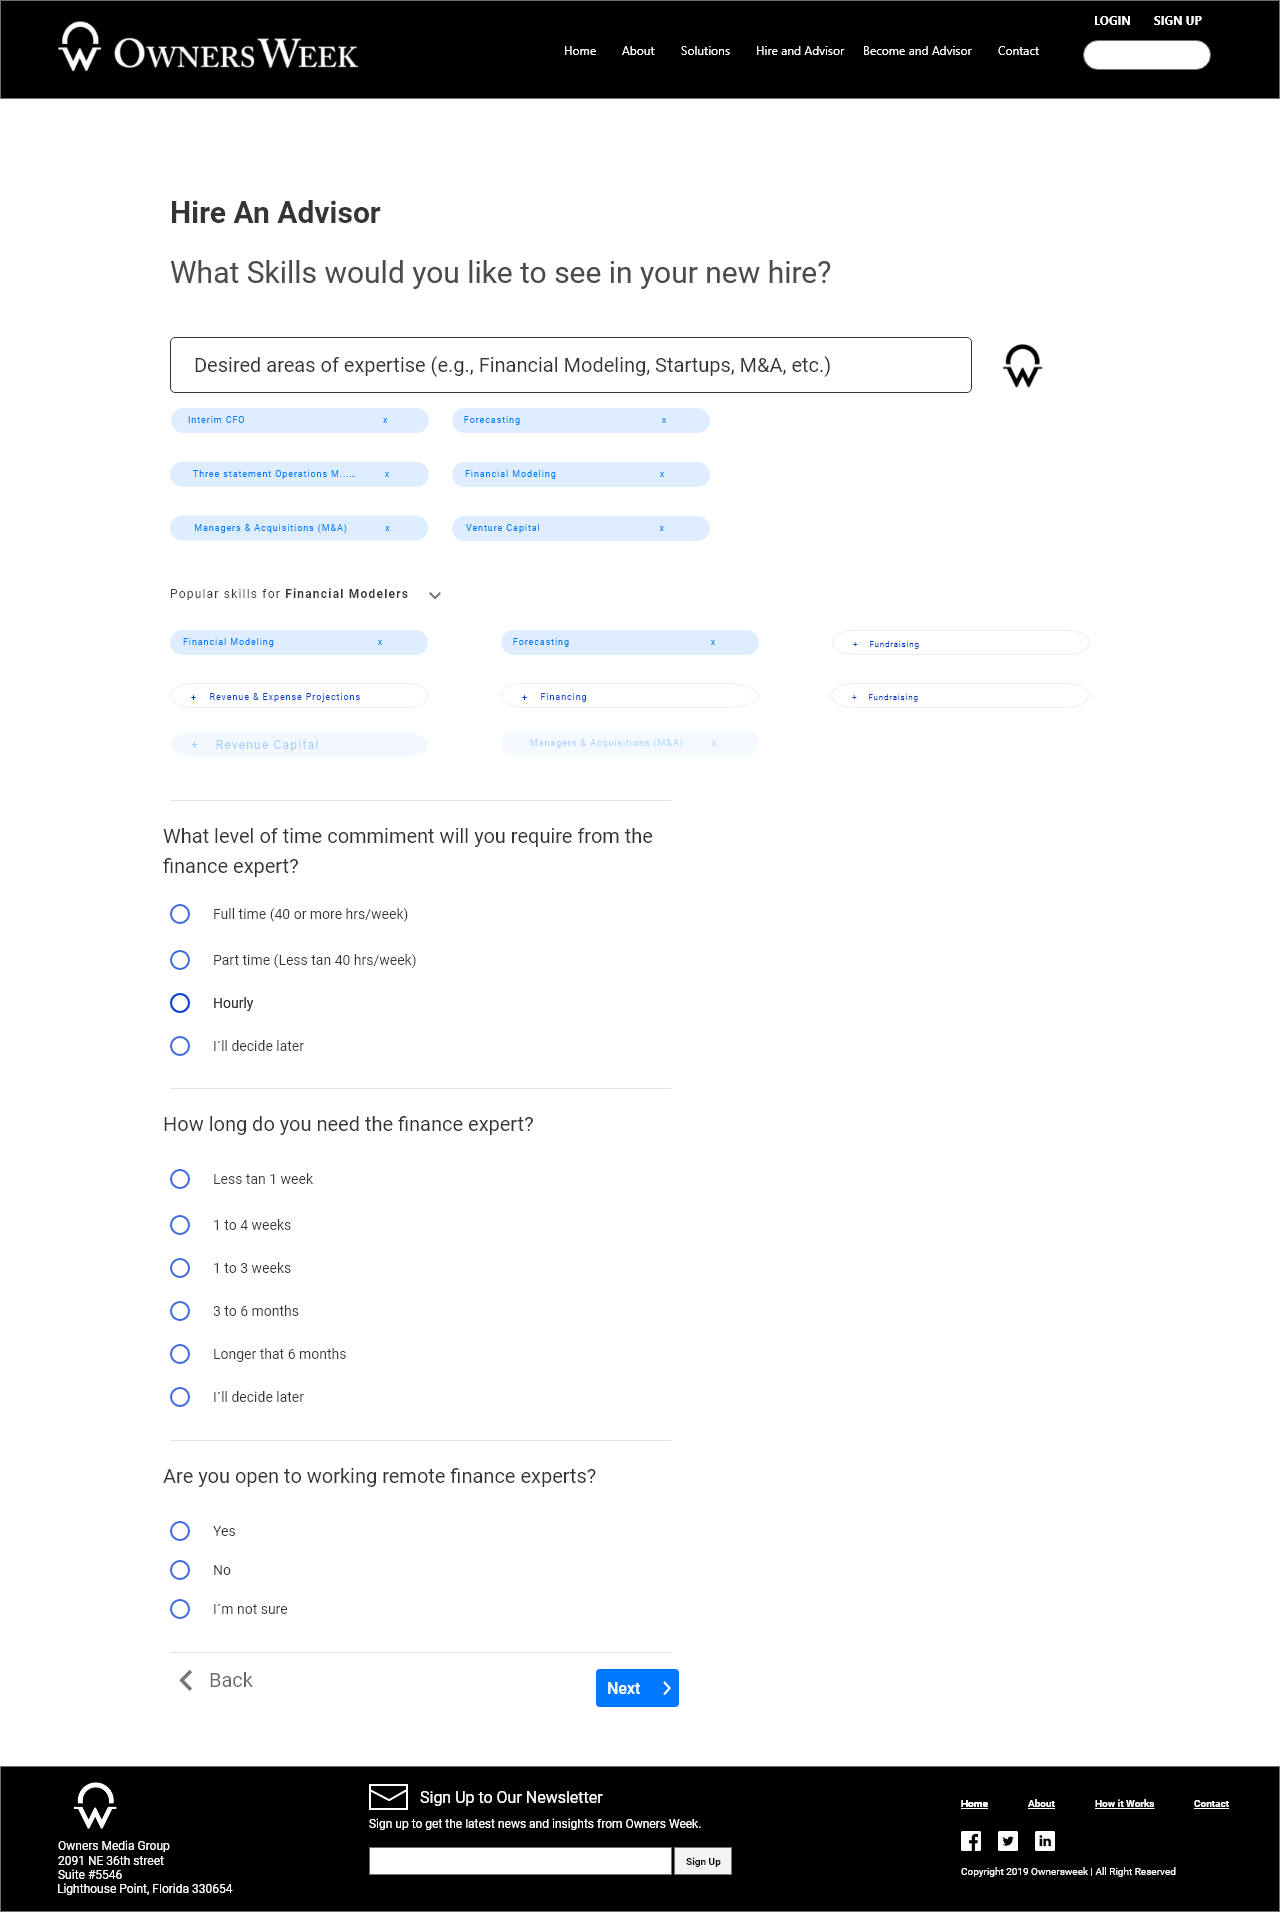 LOGIN SIGN UP
OWNERSWEEK
Home About Solutions Hire and Advisor Become and Advisor Contact
Hire An Advisor
What Skills would you like to see in your new hire?
Desired areas of expertise (e.g., Financial Modeling, Startups, M&A, etc.)
Interim CFO x Forecasting x
Three statement Operations M...... x Financial Modeling x
Managers & Acquisitions (M&A) x Venture Capital x
Popular skills for Financial Modelers
Financial Modeling x Forecasting x + Fundraising
+ Revenue & Expense Projections + Financing + Fundraising
+ Revenue Capital Managers & Acquisitions (M&A) x
What level of time commiment will you require from the
finance expert?
Full time (40 or more hrs/week)
Part time (Less tan 40 hrs/week)
Hourly
I´ll decide later
How long do you need the finance expert?
Less tan 1 week
1 to 4 weeks
1 to 3 weeks
3 to 6 months
Longer that 6 months
I´ll decide later
Are you open to working remote finance experts?
Yes
No
I´m not sure
Back Next
Owners Media Group
2091 NE 36th street
Suite #5546
Lighthouse Point, Florida 330654
Sign Up to Our Newsletter
Sign up to get the latest news and insights from Owners Week.
Sign Up
Home About How it Works Contact
Copyright 2019 Ownersweek | All Right Reserved